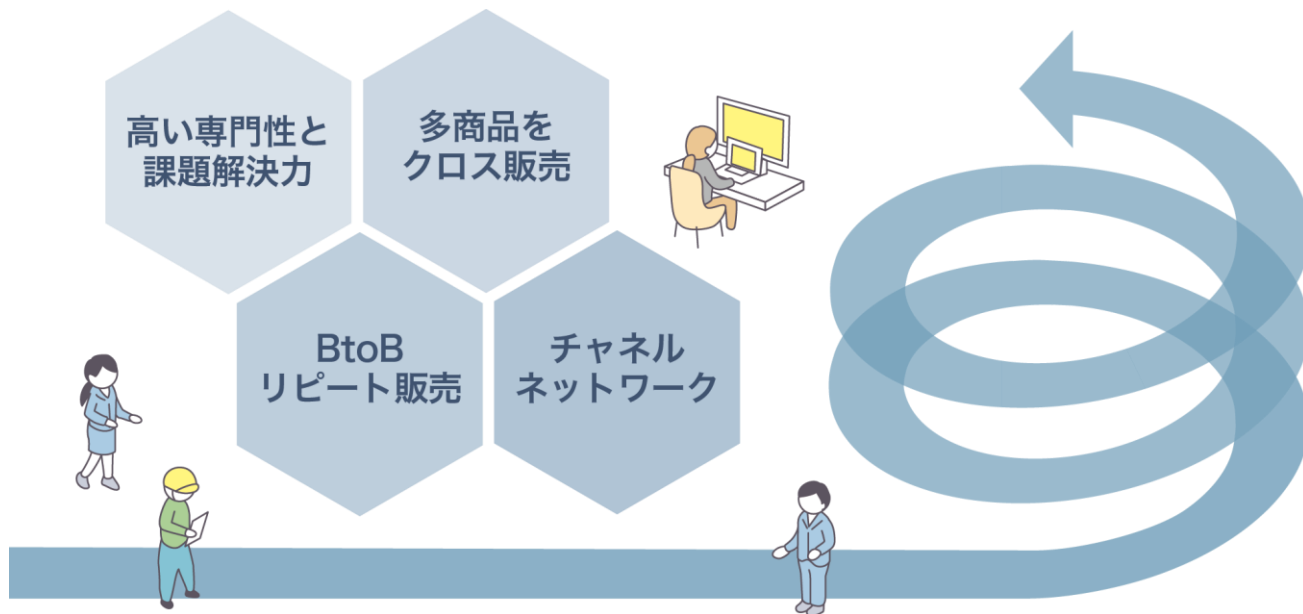 高い専門性と
課題解決力
多商品を
クロス販売
BtoB
リピート販売
チャネル
ネットワーク